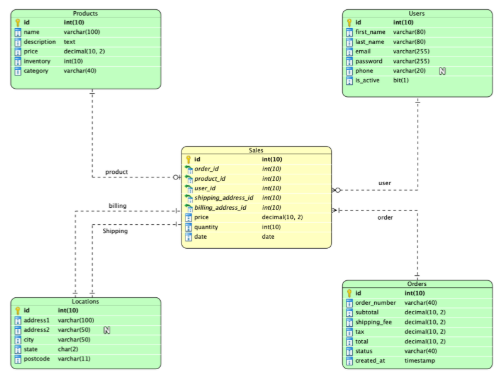 Products
id int(10)
name varchar(100)
description text
price decimal(10, 2)
inventory int(10)
category varchar(40)
Users
id int(10)
first_name varchar(80)
last_name varchar(80)
email varchar(255)
password varchar(255)
phone varchar(20) N
is_active bit(1)
product
Sales
id int(10)
order_id int(10)
product_id int(10)
user_id int(10)
shipping_address_id int(10)
billing_address_id int(10)
price decimal(10, 2)
quantity int(10)
date date
user
order
billing
Shipping
Locations
id int(10)
address1 varchar(100)
address2 varchar(50) N
city varchar(50)
state char(2)
postcode varchar(11)
Orders
id int(10)
order_number varchar(40)
subtotal decimal(10, 2)
shipping_fee decimal(10, 2)
tax decimal(10, 2)
total decimal(10, 2)
status varchar(40)
created_at timestamp